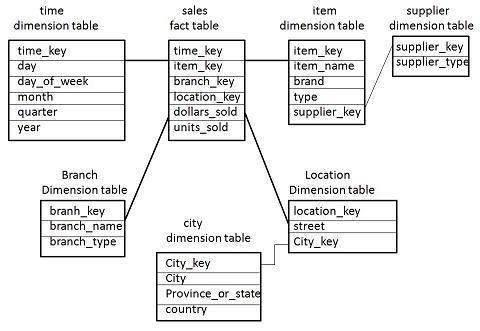 time
dimension table
time_key
day
day_of_week
month
quarter
year
sales
fact table
time_key
item_key
branch_key
location_key
dollars_sold
units_sold
item
dimension table
item_key
item_name
brand
type
supplier_key
supplier
dimension table
supplier_key
supplier_type
Branch
Dimension table
branh_key
branch_name
branch_type
city
dimension table
City_key
City
Province_or_state
country
Location
Dimension table
location_key
street
City_key